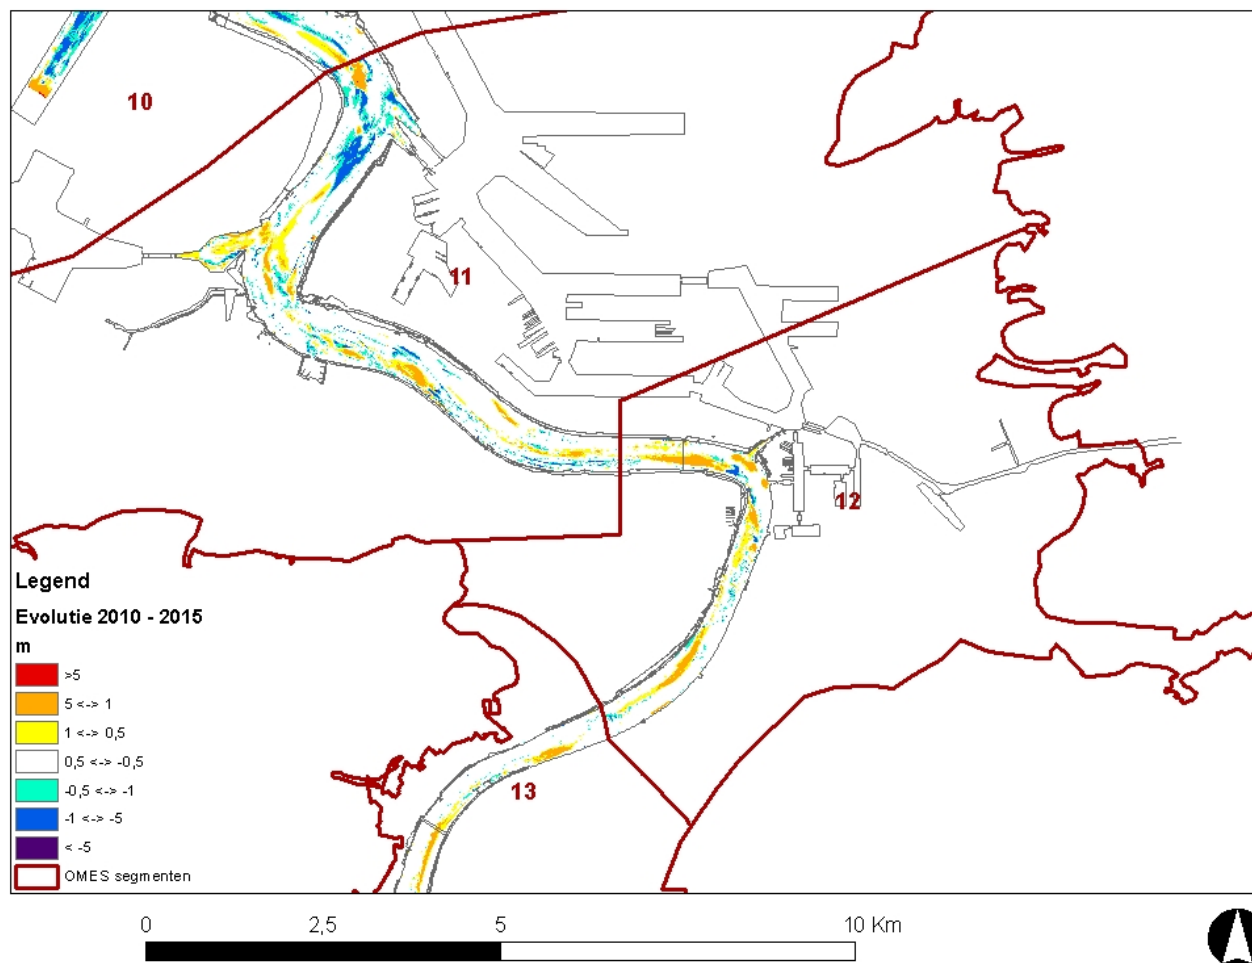 10
11
12
13
Legend
Evolutie 2010 - 2015
m
>5
5 <-> 1
1 <-> 0,5
0,5 <-> -0,5
-0,5 <-> -1
-1 <-> -5
< -5
OMES segmenten
0 2,5 5 10 Km